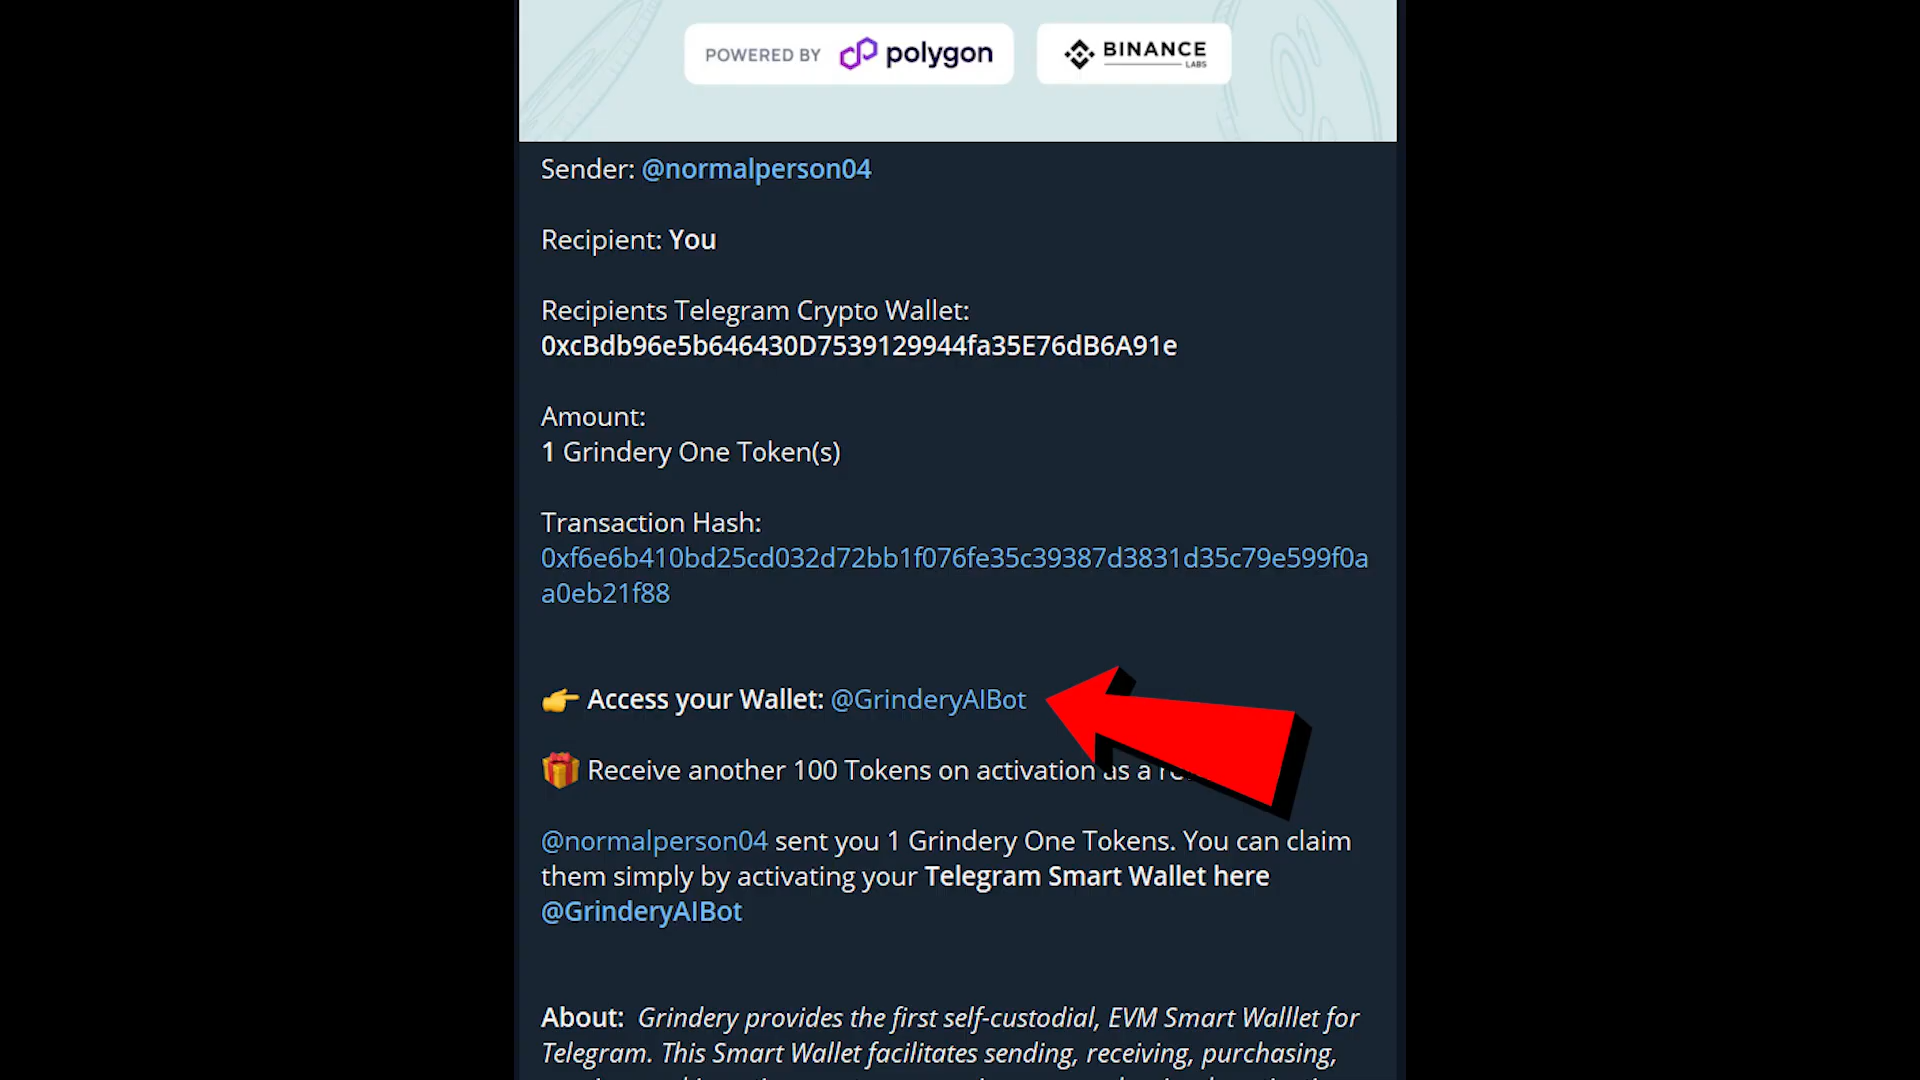 POWERED BY polygon
BINANCE
LABS
Sender: @normalperson04
Recipient: You
Recipients Telegram Crypto Wallet:
0xcBdb96e5b646430D7539129944fa35E76dB6A91e
Amount:
1 Grindery One Token(s)
Transaction Hash:
0xf6e6b410bd25cd032d72bb1f076fe35c39387d3831d35c79e599f0a
a0eb21f88
Access your Wallet: @GrinderyAIBot
Receive another 100 Tokens on activation as a
@normalperson04 sent you 1 Grindery One Tokens. You can claim
them simply by activating your Telegram Smart Wallet here
@GrinderyAIBot
About: Grindery provides the first self-custodial, EVM Smart Walllet for
Telegram. This Smart Wallet facilitates sending, receiving, purchasing,